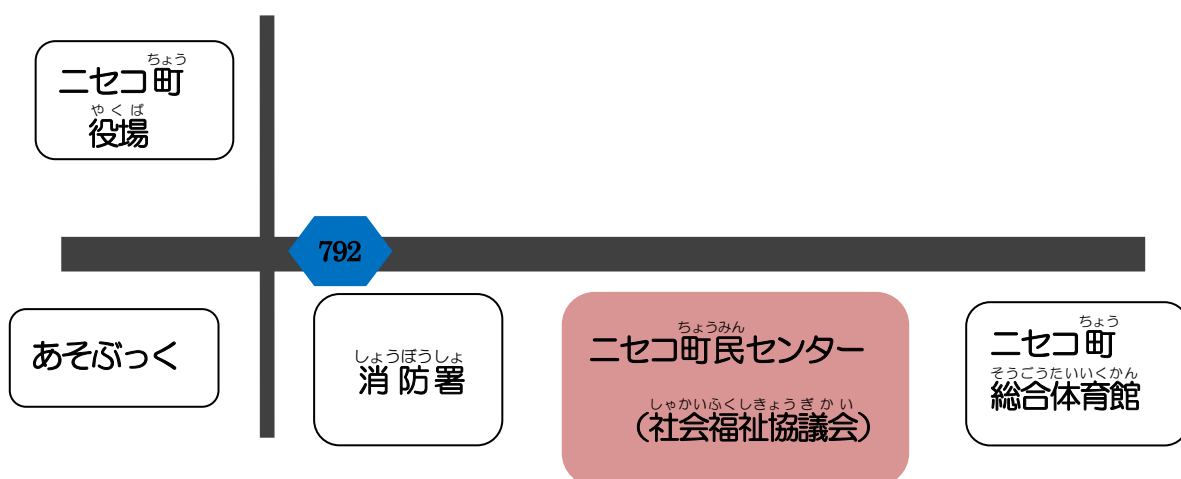 ちょう
ニセコ町
やくば
役場
792
あそぶっく
しょうぼうしょ
消防署
ちょうみん
ニセコ町民センター
しゃかいふくしきょうぎかい
（社会福祉協議会）
ちょう
ニセコ町
そうごうたいいくかん
総合体育館